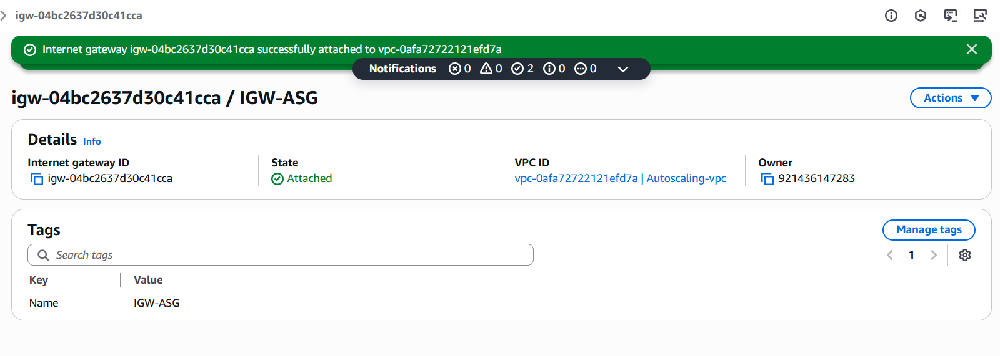 igw-04bc2637d30c41cca
Internet gateway igw-04bc2637d30c41cca successfully attached to vpc-0afa72722121efd7a
Notifications 0 0 2 0 0
igw-04bc2637d30c41cca / IGW-ASG
Actions
Details Info
Internet gateway ID State VPC ID Owner
igw-04bc2637d30c41cca Attached vpc-0afa72722121efd7a | Autoscaling-vpc 921436147283
Tags
Manage tags
Search tags
1
Key Value
Name IGW-ASG